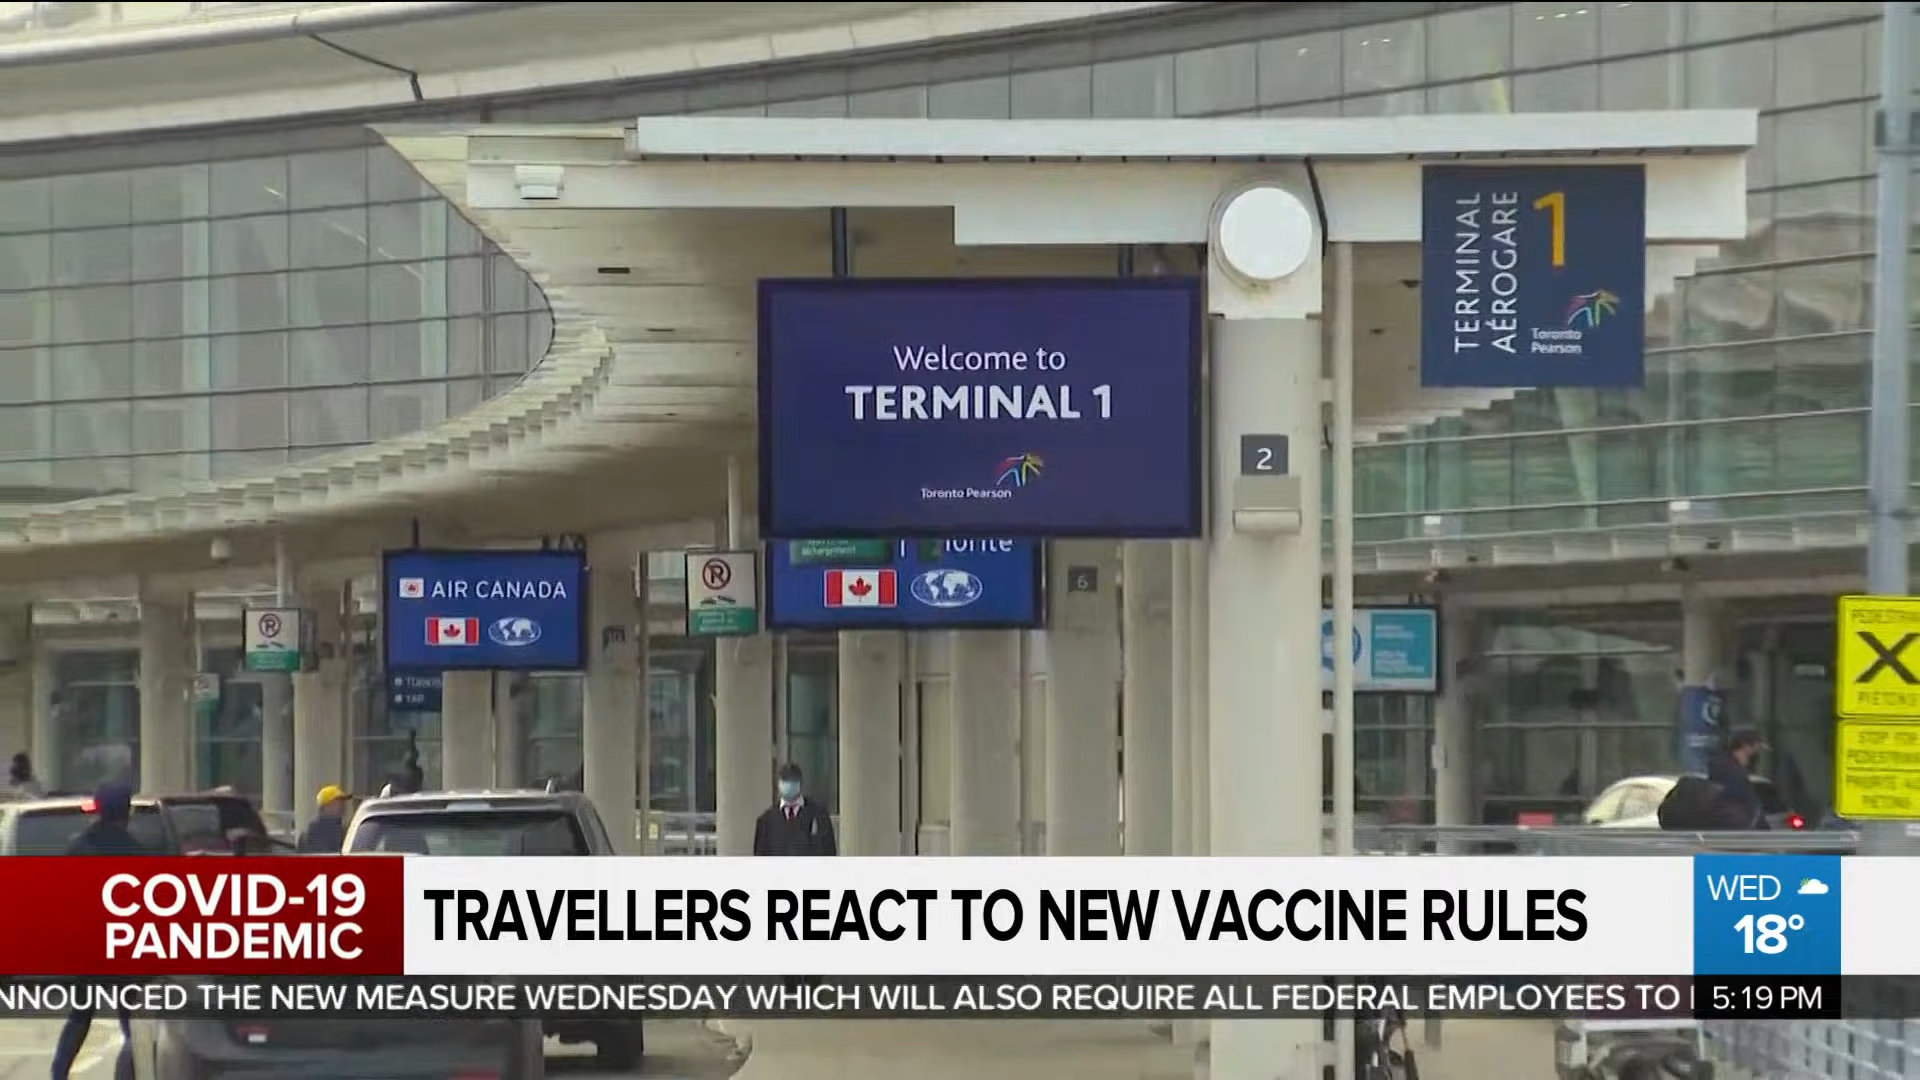 TERMINAL
AÉROGARE
1
Toronto
Pearson
Welcome to
TERMINAL 1
Toronto Pearson
2
AIR CANADA
6
X
COVID-19
PANDEMIC
TRAVELLERS REACT TO NEW VACCINE RULES
WED
18°
NNOUNCED THE NEW MEASURE WEDNESDAY WHICH WILL ALSO REQUIRE ALL FEDERAL EMPLOYEES TO
5:19 PM